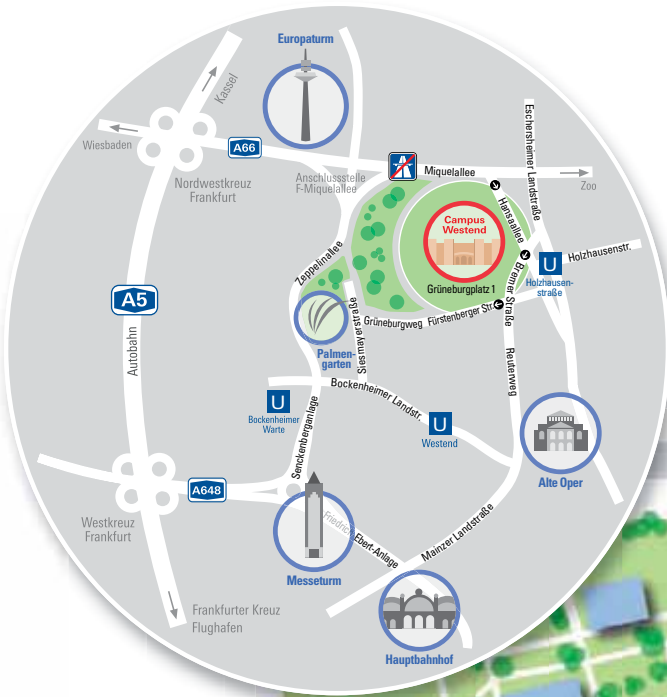 Europaturm
Kassel
Wiesbaden
A66
Nordwestkreuz
Frankfurt
Anschlussstelle
F-Miquelallee
Miquelallee
Zoo
Eschersheimer Landstraße
Hansaallee
Campus
Westend
Grüneburgplatz 1
Bremer Straße
U
Holzhausen-
straße
Holzhausenstr.
Zeppelinallee
A5
Autobahn
Siesmayerstraße
Grüneburgweg
Fürstenberger Str.
Palmen-
garten
Reuterweg
Bockenheimer Landstr.
U
Bockenheimer
Warte
U
Westend
Senckenberganlage
Alte Oper
A648
Westkreuz
Frankfurt
Friedrich-Ebert-Anlage
Mainzer Landstraße
Messeturm
Frankfurter Kreuz
Flughafen
Hauptbahnhof